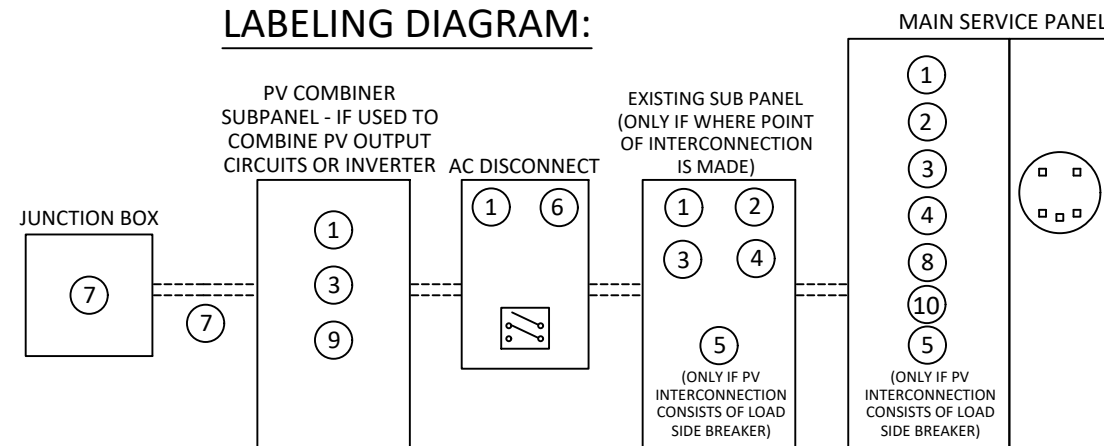 LABELING DIAGRAM:
MAIN SERVICE PANEL
PV COMBINER
SUBPANEL - IF USED TO
COMBINE PV OUTPUT
CIRCUITS OR INVERTER
AC DISCONNECT
EXISTING SUB PANEL
(ONLY IF WHERE POINT
OF INTERCONNECTION
IS MADE)
JUNCTION BOX
7
7
1
3
9
1 6
1 2
3 4
5
(ONLY IF PV
INTERCONNECTION
CONSISTS OF LOAD
SIDE BREAKER)
1
2
3
4
8
10
5
(ONLY IF PV
INTERCONNECTION
CONSISTS OF LOAD
SIDE BREAKER)